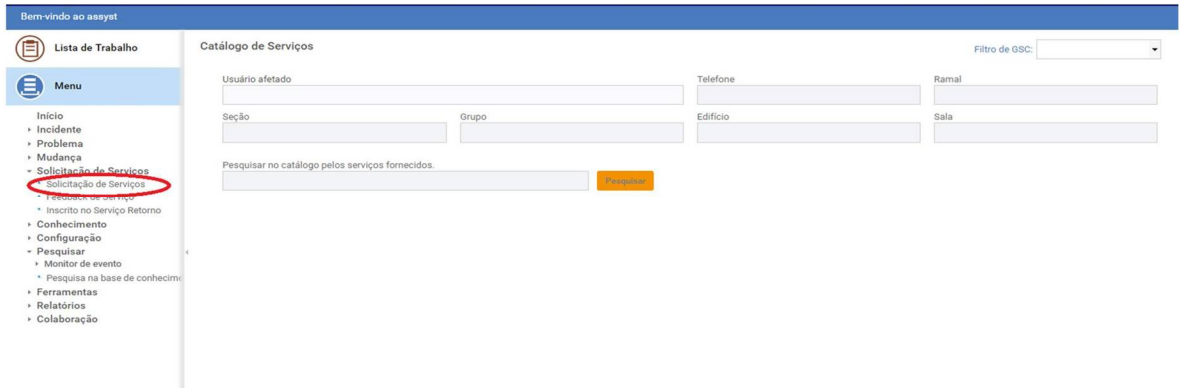 Bem-vindo ao assyst
Lista de Trabalho
Menu
Início
Incidente
Problema
Mudança
Solicitação de Serviços
Solicitação de Serviços
Feedback de Serviço
Inscrito no Serviço Retorno
Conhecimento
Configuração
Pesquisar
Monitor de evento
Pesquisa na base de conhecim
Ferramentas
Relatórios
Colaboração
Catálogo de Serviços
Filtro de GSC:
Usuário afetado
Telefone
Ramal
Seção
Grupo
Edifício
Sala
Pesquisar no catálogo pelos serviços fornecidos.
Pesquisar